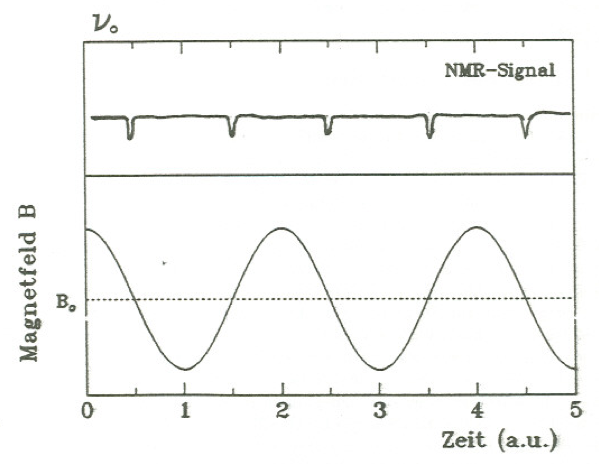 ν₀
NMR-Signal
Magnetfeld B
B₀
0 1 2 3 4 5
Zeit (a.u.)